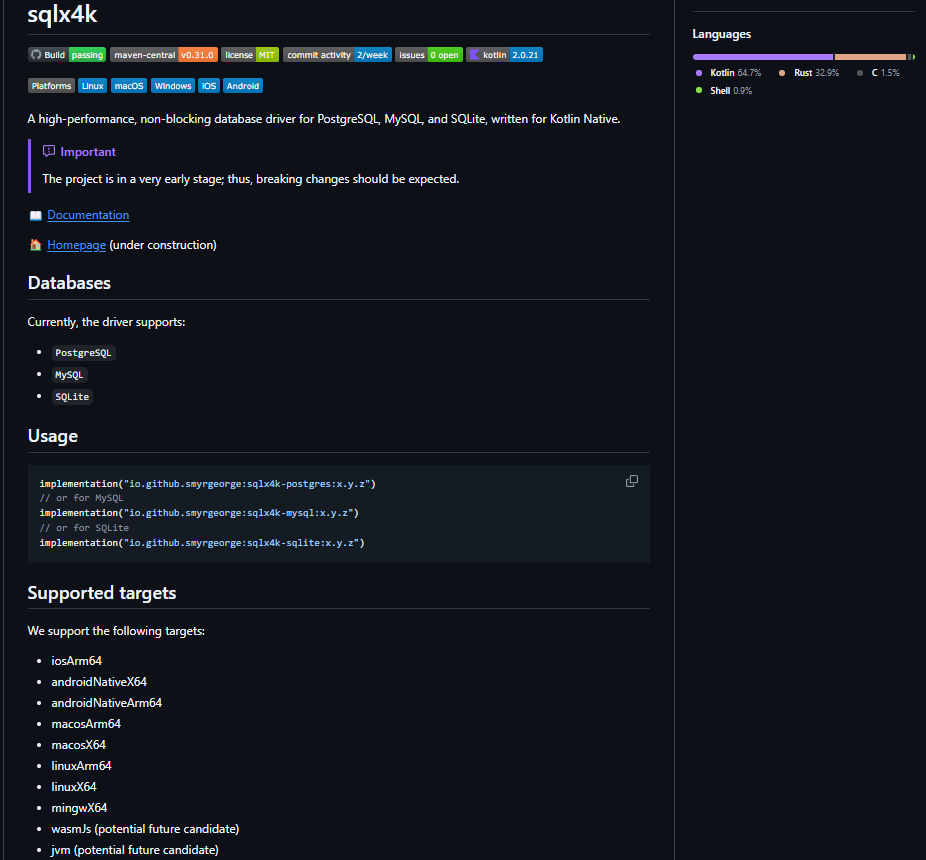 sqlx4k
Build passing maven-central v0.31.0 license MIT commit activity 2/week issues 0 open kotlin 2.0.21
Platforms Linux macOS Windows iOS Android
A high-performance, non-blocking database driver for PostgreSQL, MySQL, and SQLite, written for Kotlin Native.
Important
The project is in a very early stage; thus, breaking changes should be expected.
Documentation
Homepage (under construction)
Databases
Currently, the driver supports:
PostgreSQL
MySQL
SQLite
Usage
implementation("io.github.smyrgeorge:sqlx4k-postgres:x.y.z")
// or for MySQL
implementation("io.github.smyrgeorge:sqlx4k-mysql:x.y.z")
// or for SQLite
implementation("io.github.smyrgeorge:sqlx4k-sqlite:x.y.z")
Supported targets
We support the following targets:
iosArm64
androidNativeX64
androidNativeArm64
macosArm64
macosX64
linuxArm64
linuxX64
mingwX64
wasmJs (potential future candidate)
jvm (potential future candidate)
Languages
Kotlin 64.7% Rust 32.9% C 1.5%
Shell 0.9%